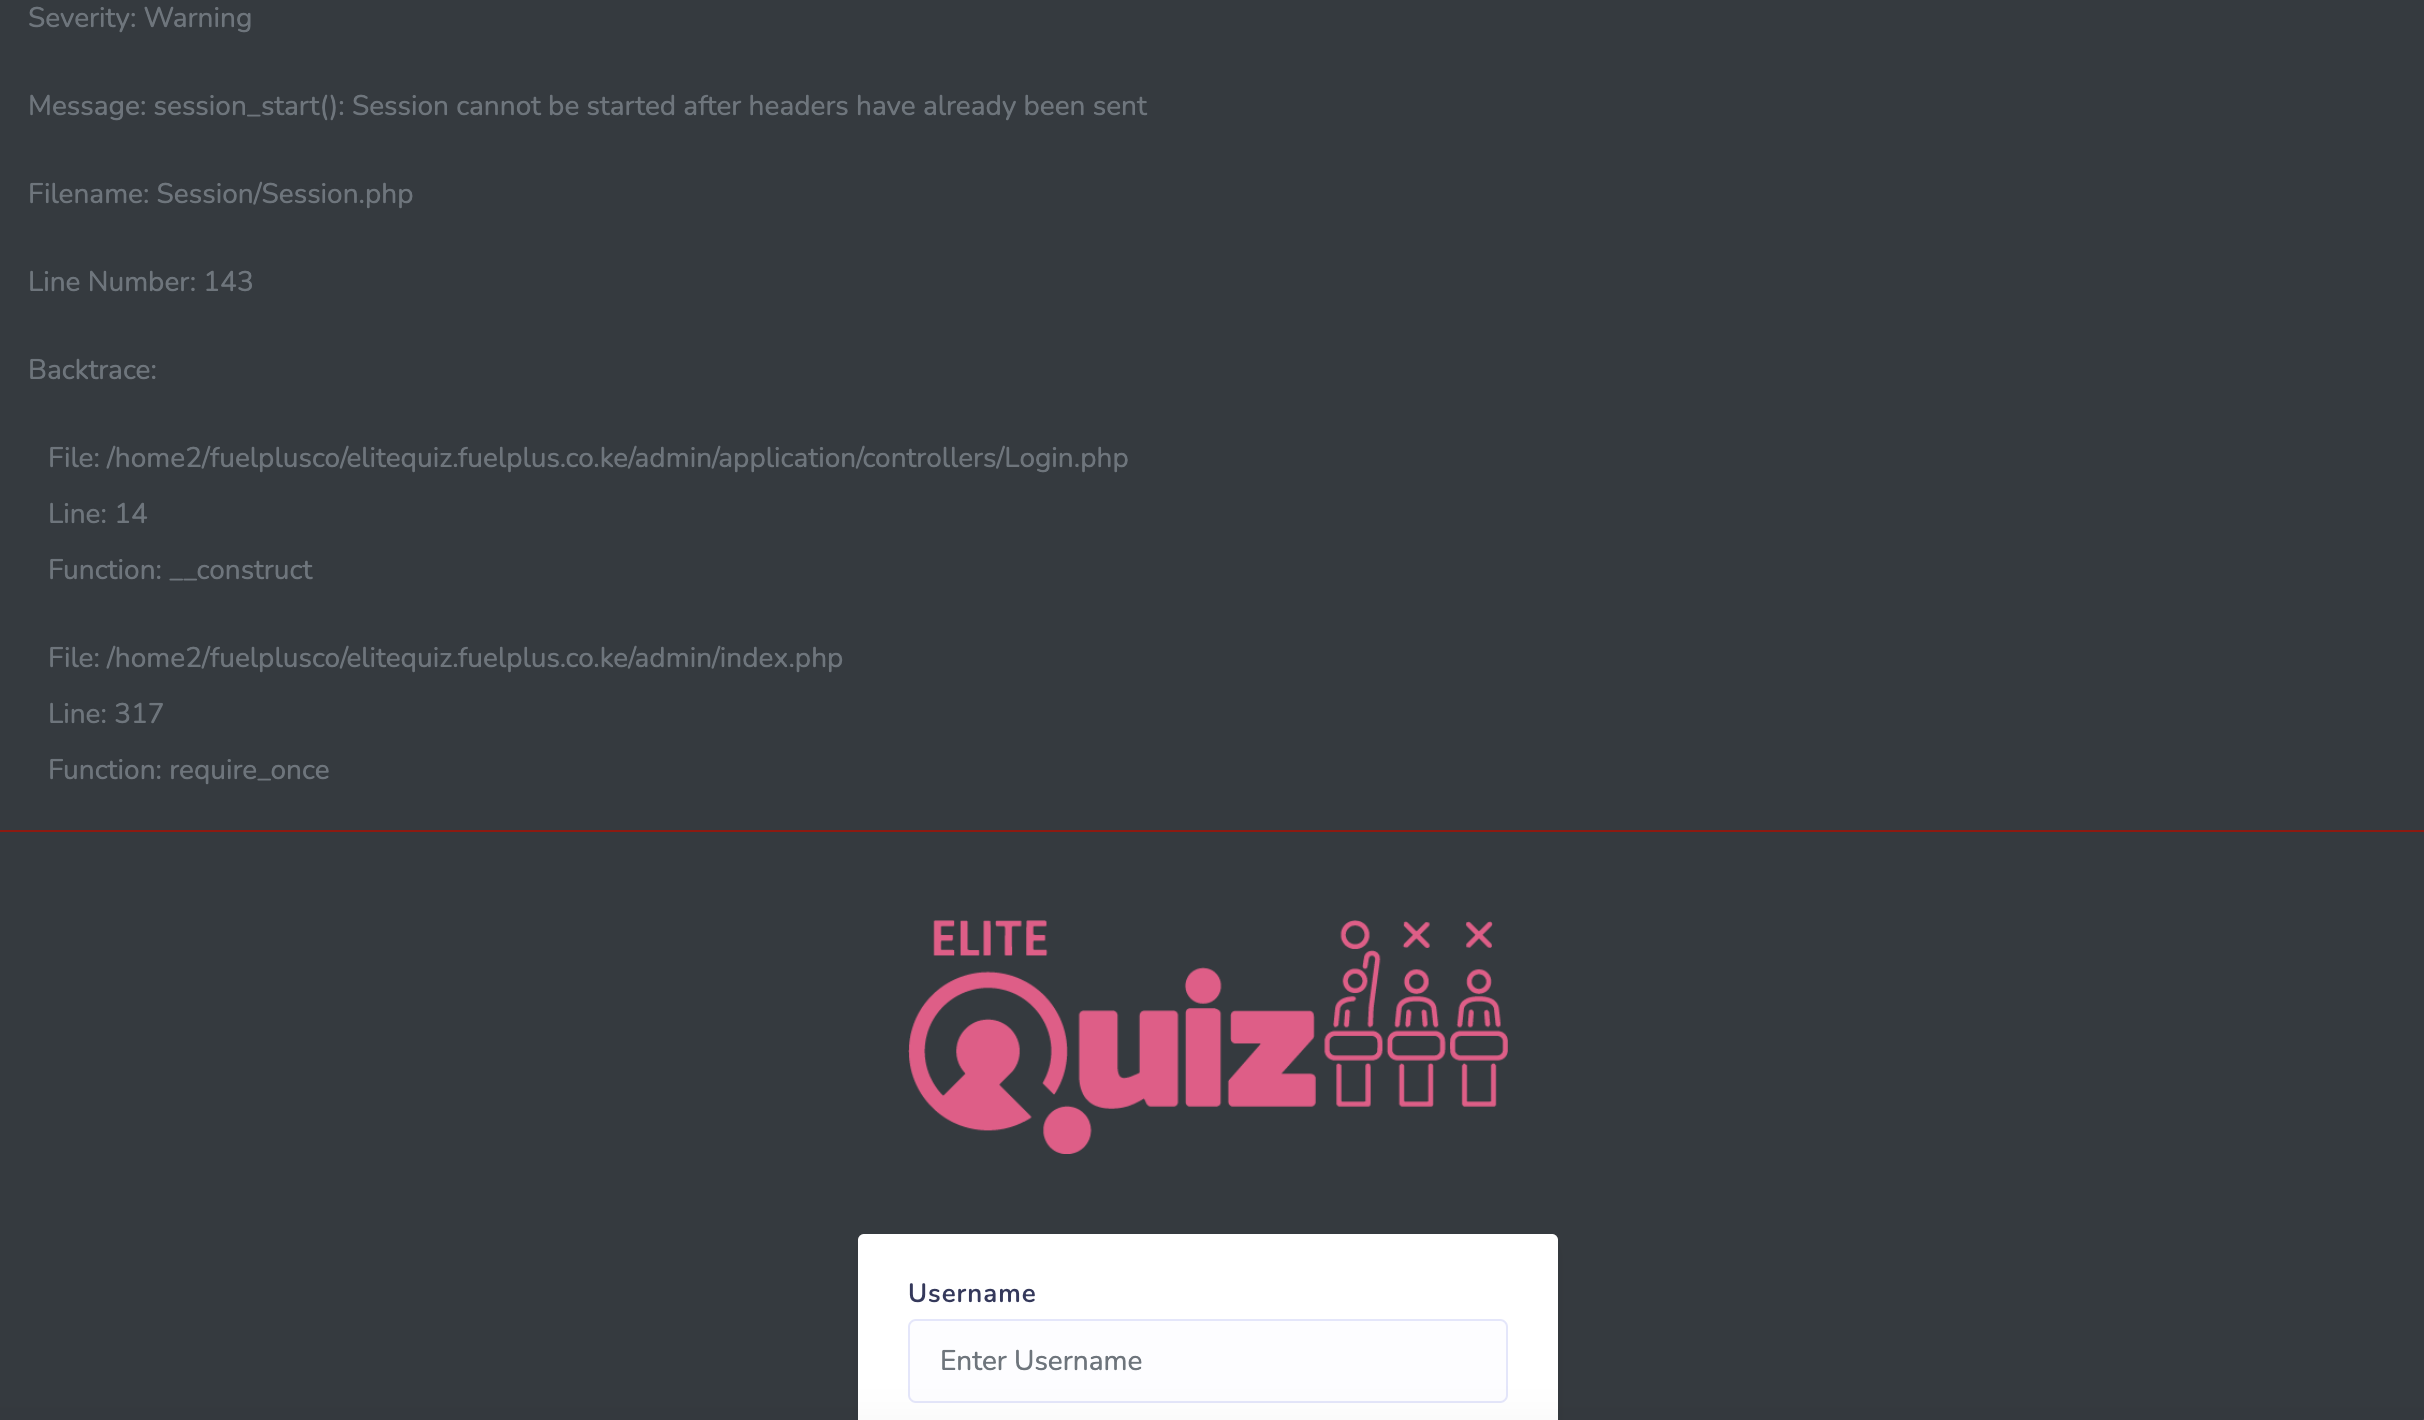 Severity: Warning
Message: session_start(): Session cannot be started after headers have already been sent
Filename: Session/Session.php
Line Number: 143
Backtrace:
File: /home2/fuelplusco/elitequiz.fuelplus.co.ke/admin/application/controllers/Login.php
Line: 14
Function: __construct
File: /home2/fuelplusco/elitequiz.fuelplus.co.ke/admin/index.php
Line: 317
Function: require_once
ELITE
Quiz
Username
Enter Username